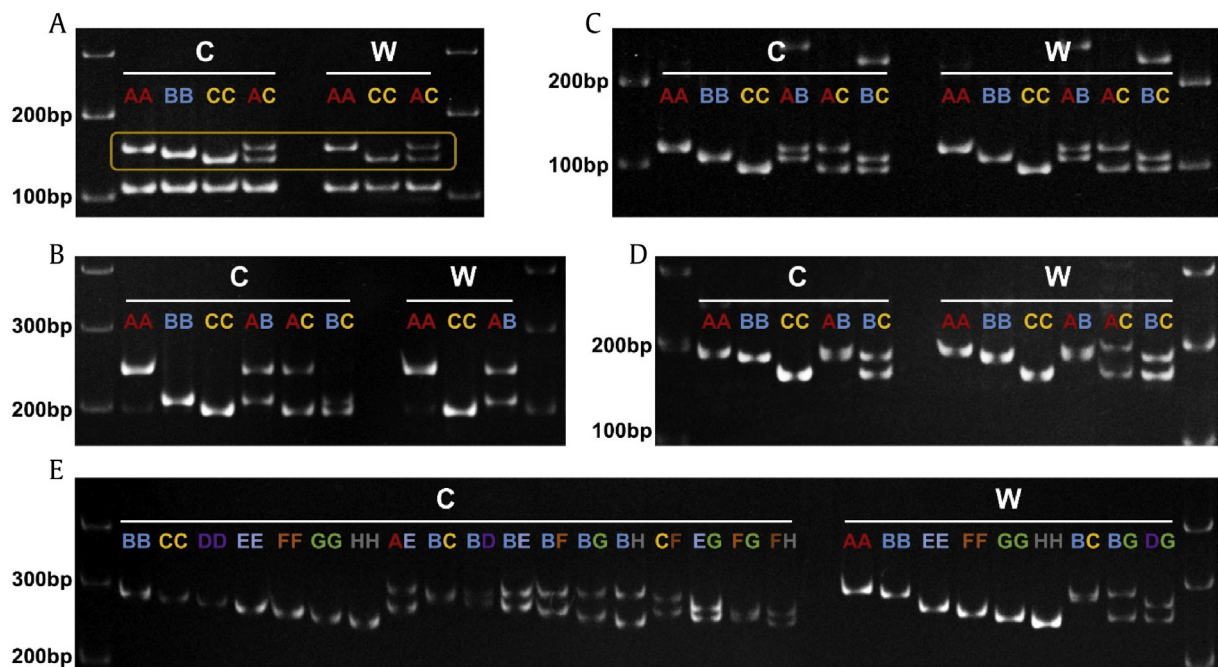 A
C W
AA BB CC AC AA CC AC
200bp
100bp
C
C W
AA BB CC AB AC BC AA BB CC AB AC BC
200bp
100bp
B
C W
AA BB CC AB AC BC AA CC AB
300bp
200bp
D
C W
AA BB CC AB BC AA BB CC AB AC BC
200bp
100bp
E
C W
BB CC DD EE FF GG HH AE BC BD BE BF BG BH CF EG FG FH AA BB EE FF GG HH BC BG DG
300bp
200bp